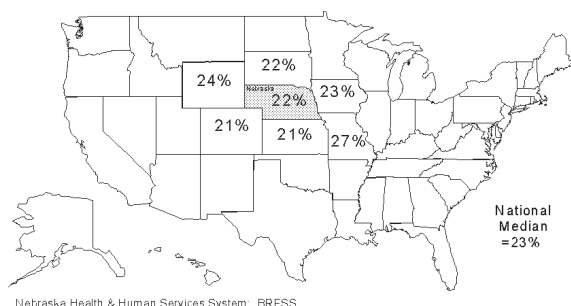 22%
24%
Nebraska
22%
23%
21%
21%
27%
National
Median
=23%
Nebraska Health & Human Services System: BRFSS